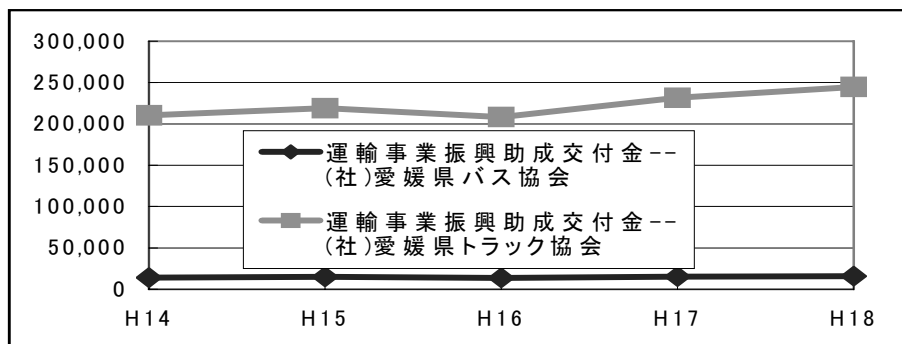 300,000
250,000
200,000
150,000
100,000
50,000
0
運輸事業振興助成交付金--
(社)愛媛県バス協会
運輸事業振興助成交付金--
(社)愛媛県トラック協会
H14 H15 H16 H17 H18